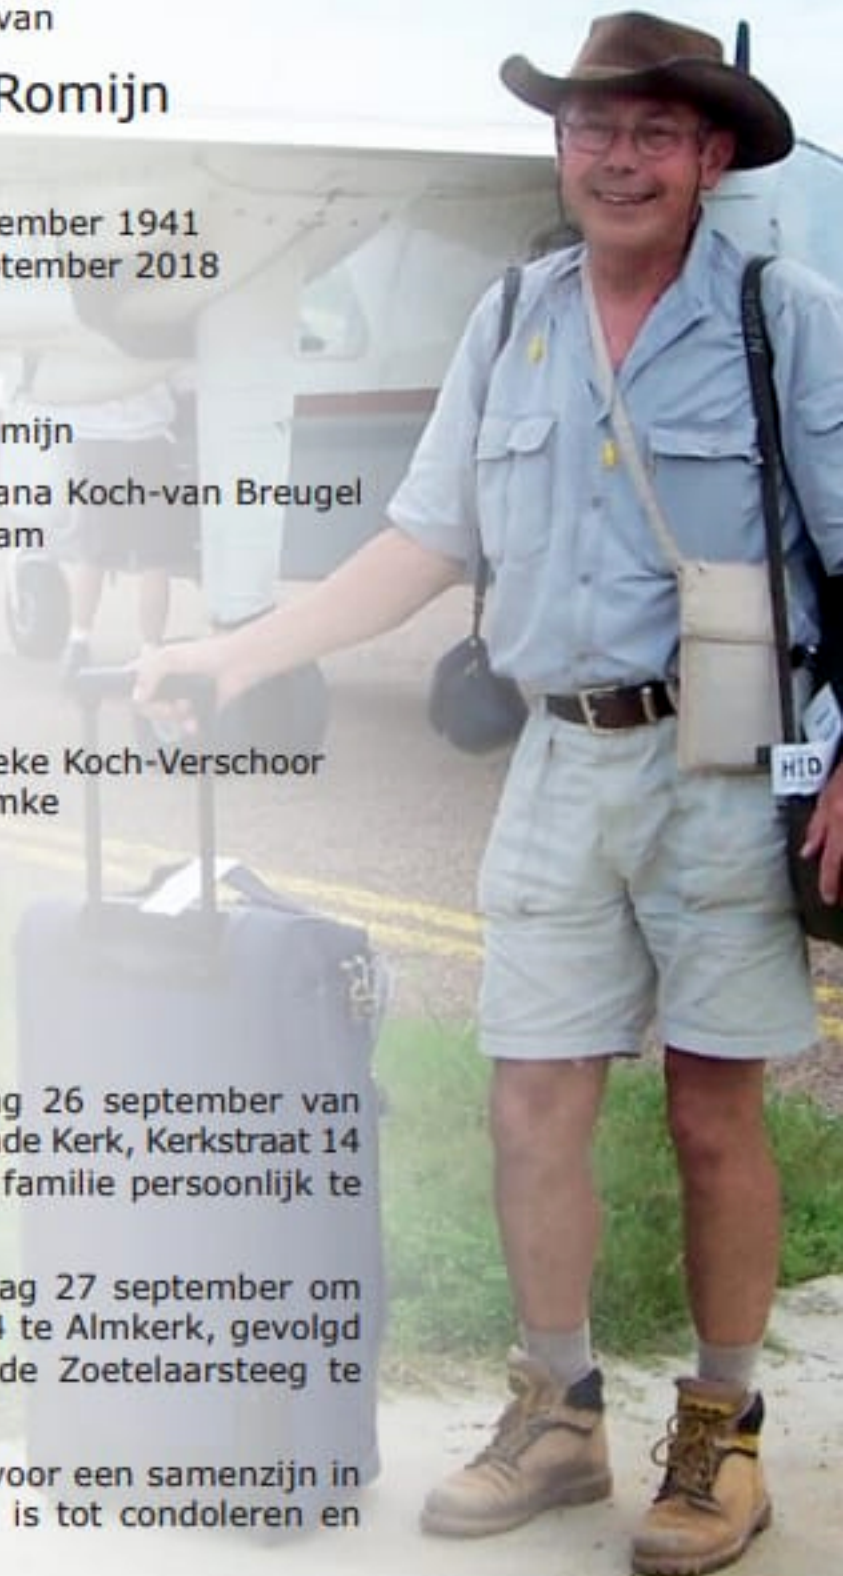 van
Romijn
ember 1941
tember 2018
mijn
ana Koch-van Breugel
am
eke Koch-Verschoor
mke
g 26 september van
de Kerk, Kerkstraat 14
familie persoonlijk te
ag 27 september om
4 te Almkerk, gevolgd
de Zoetelaarsteeg te
voor een samenzijn in
is tot condoleren en
HID